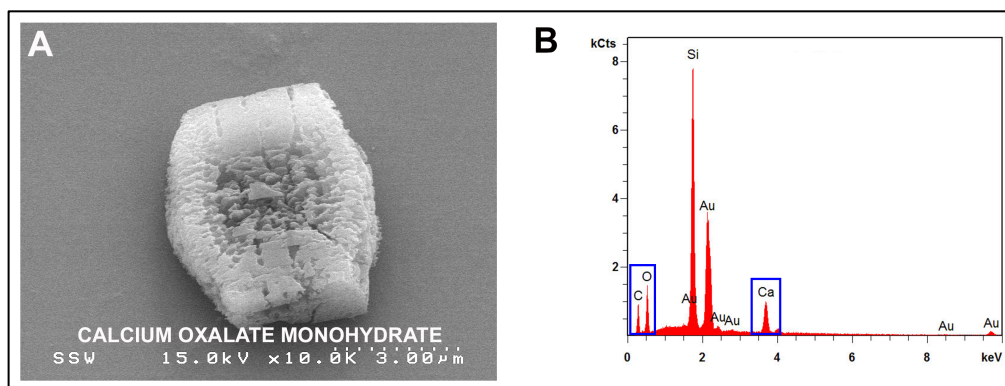 A
CALCIUM OXALATE MONOHYDRATE
SSW 15.0kV x10.0K 3.00µm
B
kCts
8
6
4
2
Si
Au
C
O
Au
Au
Au
Ca
Au
Au
0 2 4 6 8 keV